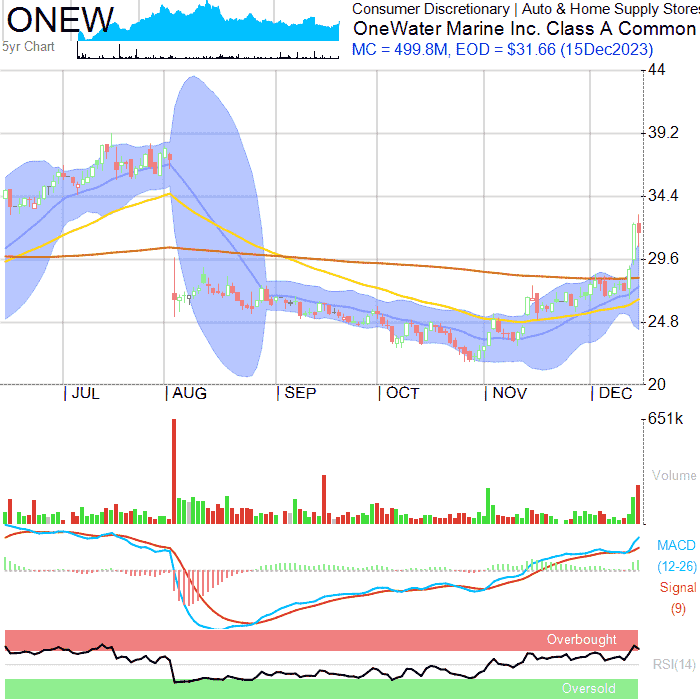 ONEW
5yr Chart
Consumer Discretionary | Auto & Home Supply Stores
OneWater Marine Inc. Class A Common
MC = 499.8M, EOD = $31.66 (15Dec2023)
44
39.2
34.4
29.6
24.8
20
| JUL | AUG | SEP | OCT | NOV | DEC
651k
Volume
MACD
(12-26)
Signal
(9)
Overbought
RSI(14)
Oversold